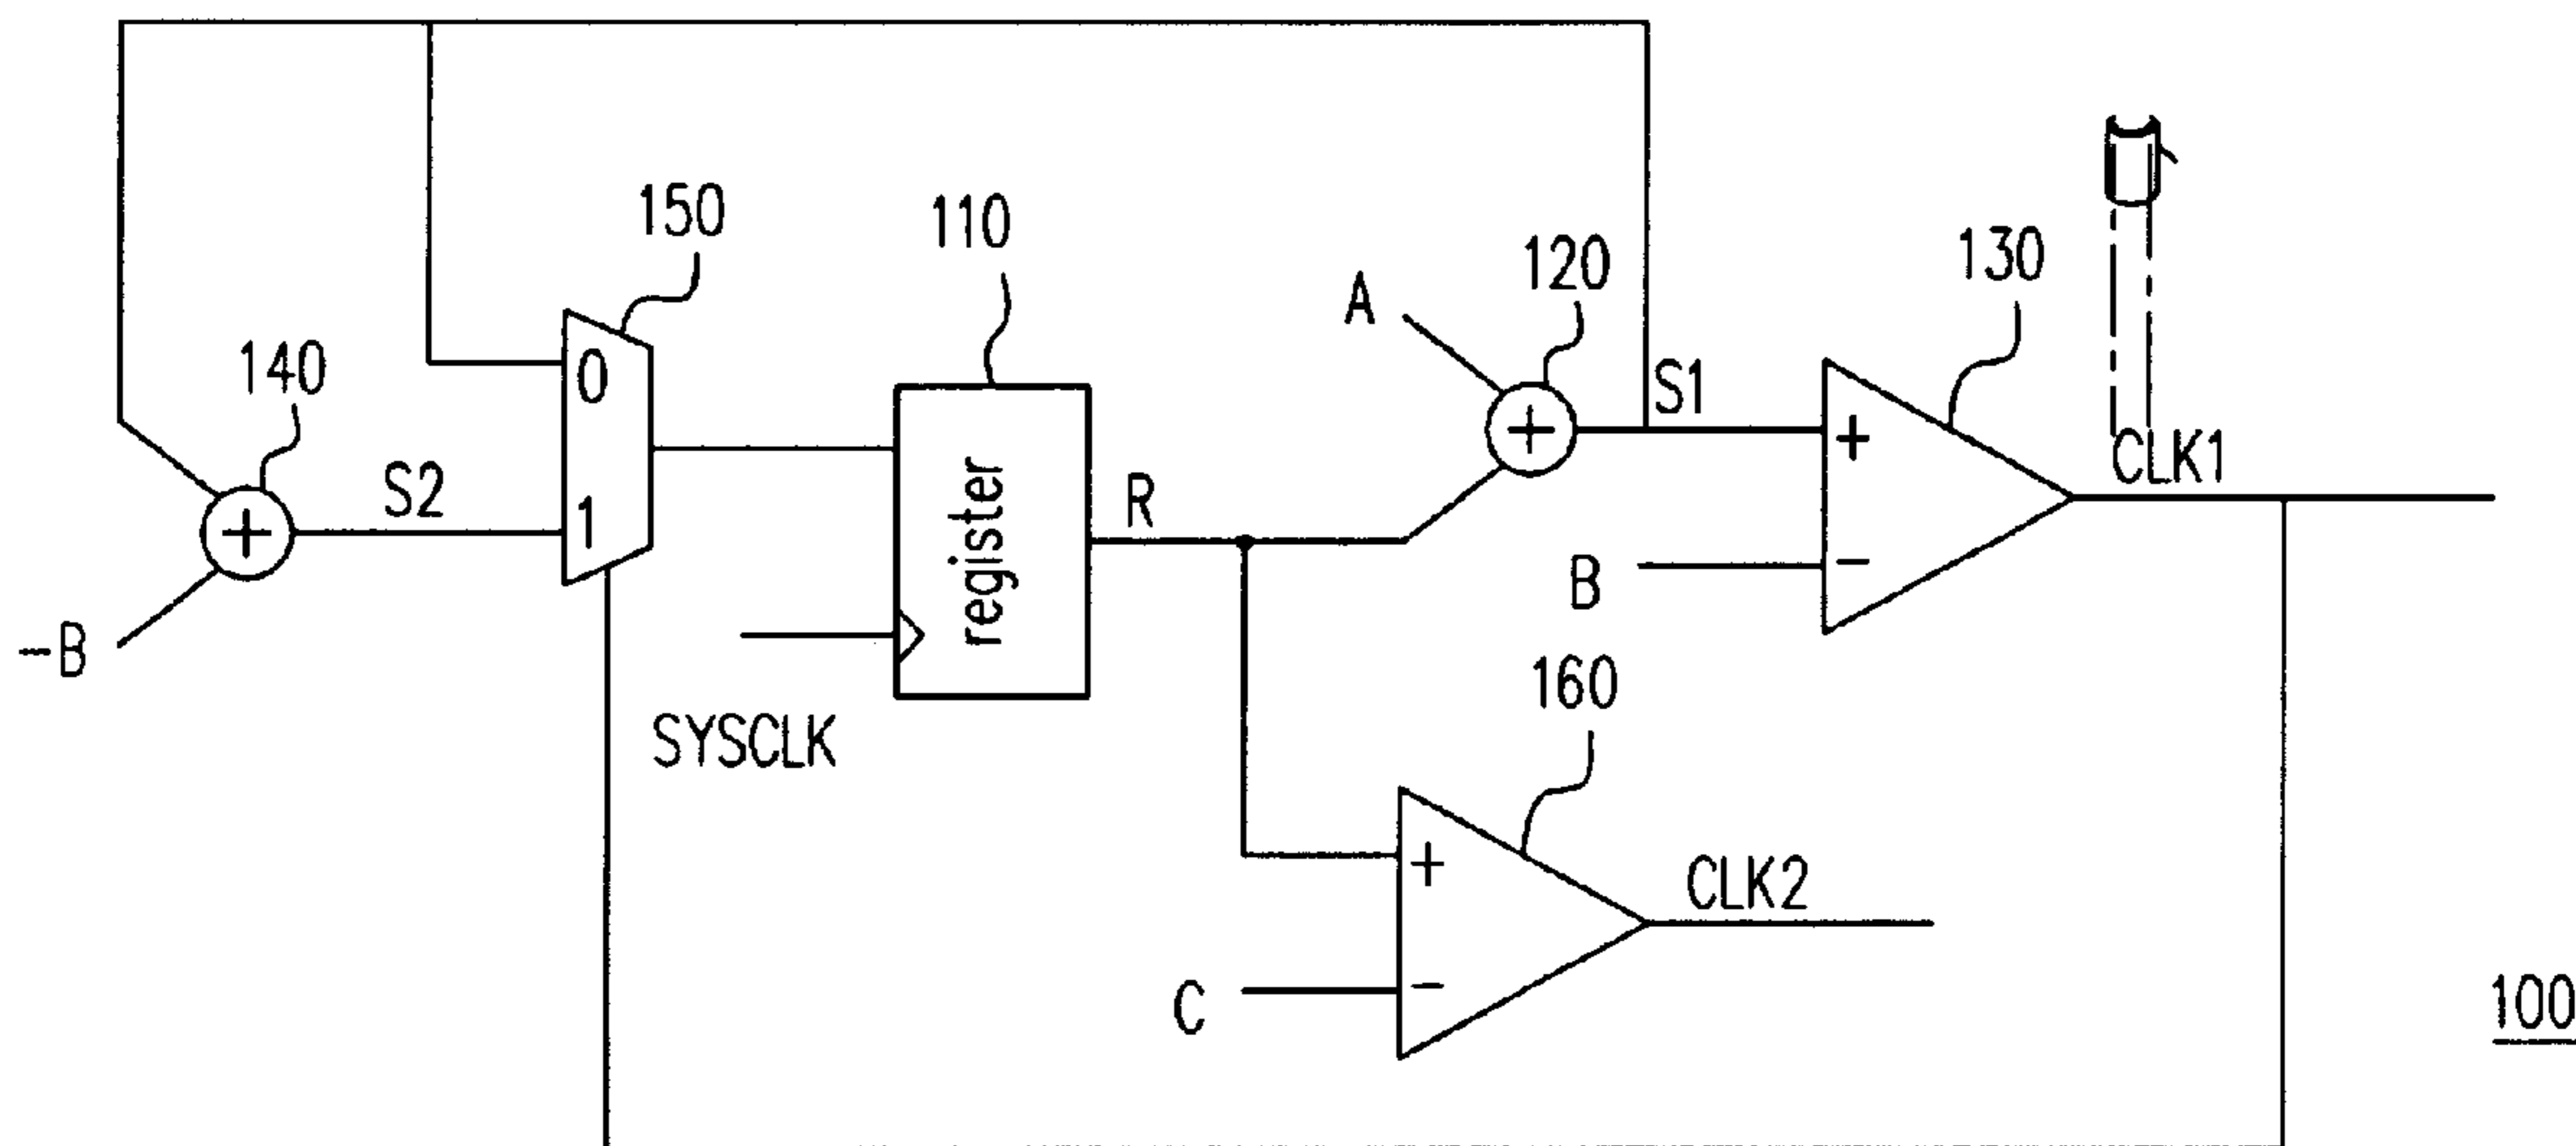 150
110
120
130
A
140
0
S1
+
+
CLK1
S2
register
R
1
+
B
−
−B
160
SYSCLK
+
CLK2
C
−
100